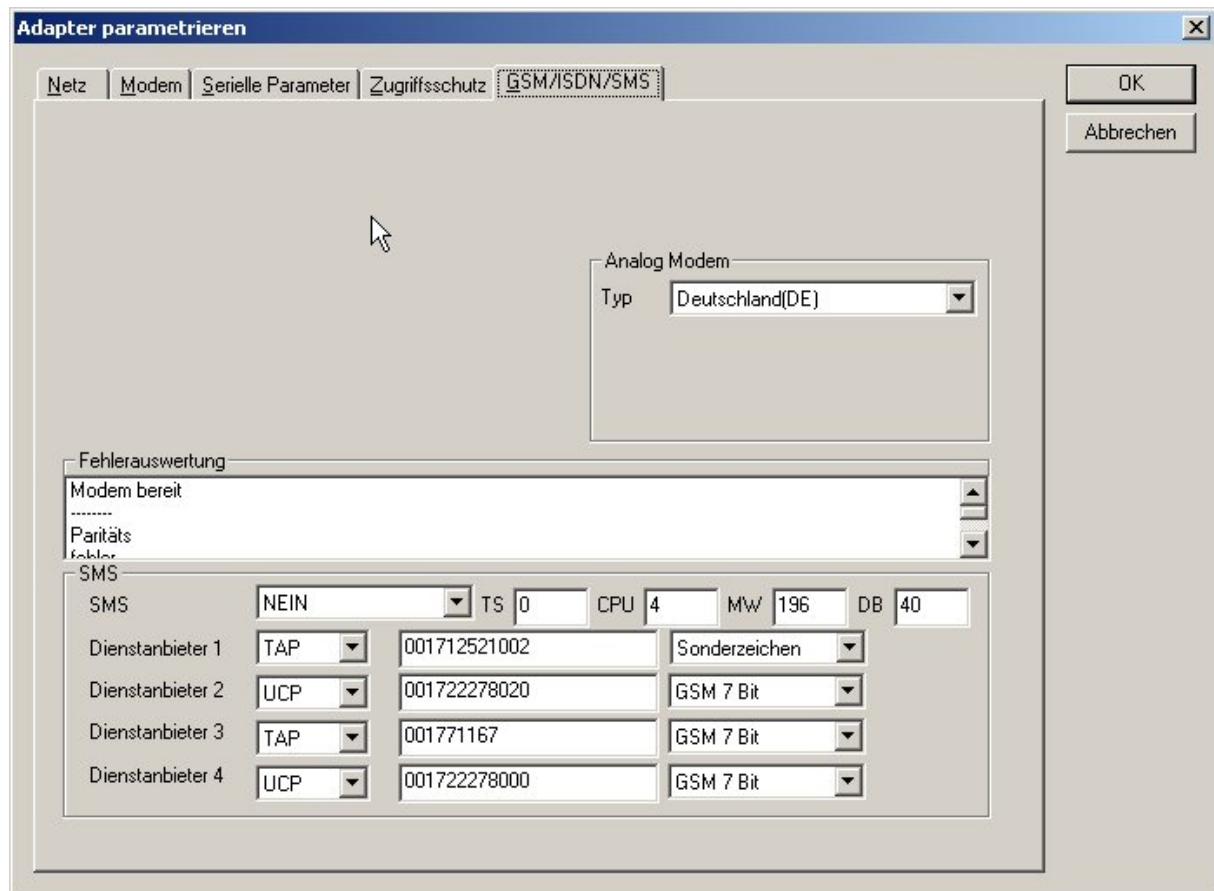 Adapter parametrieren
Netz Modem Serielle Parameter Zugriffsschutz GSM/ISDN/SMS
OK
Abbrechen
Analog Modem
Typ Deutschland(DE)
Fehlerauswertung
Modem bereit
--------
Paritäts
fehler
SMS
SMS NEIN TS 0 CPU 4 MW 196 DB 40
Dienstanbieter 1 TAP 001712521002 Sonderzeichen
Dienstanbieter 2 UCP 001722278020 GSM 7 Bit
Dienstanbieter 3 TAP 001771167 GSM 7 Bit
Dienstanbieter 4 UCP 001722278000 GSM 7 Bit